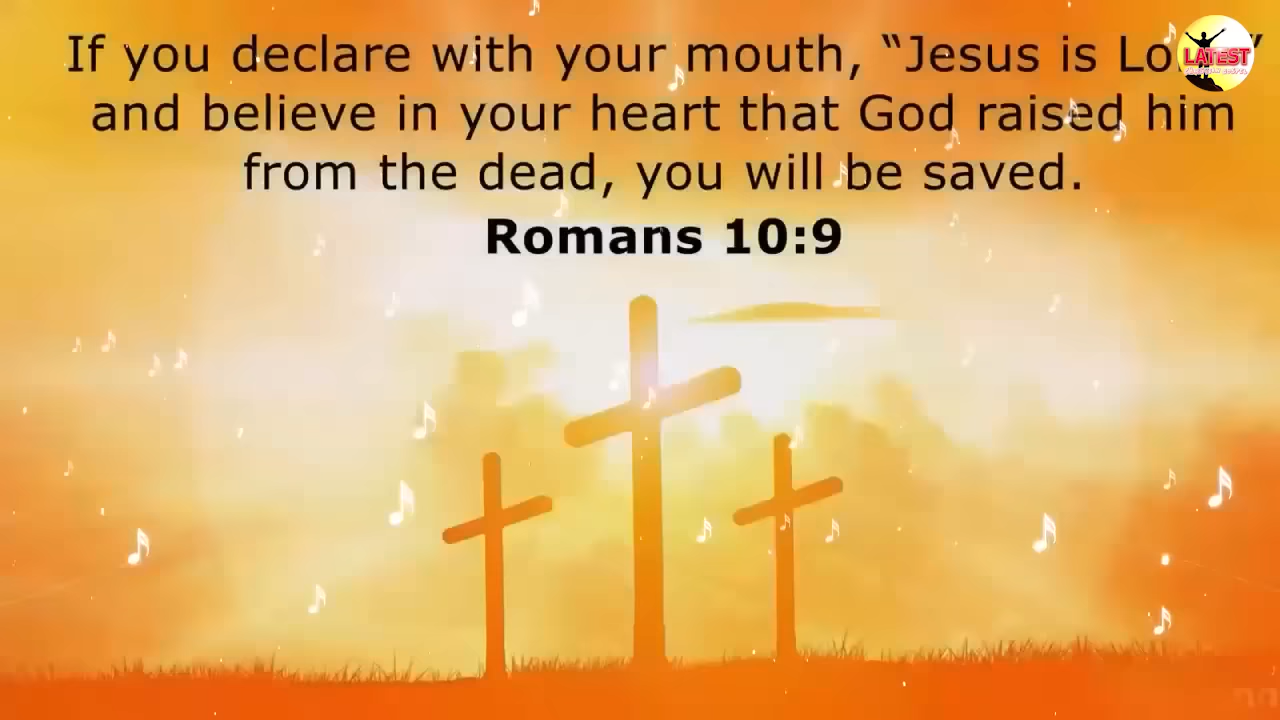 If you declare with your mouth, “Jesus is Lo
and believe in your heart that God raised him
from the dead, you will be saved.
Romans 10:9
LATEST